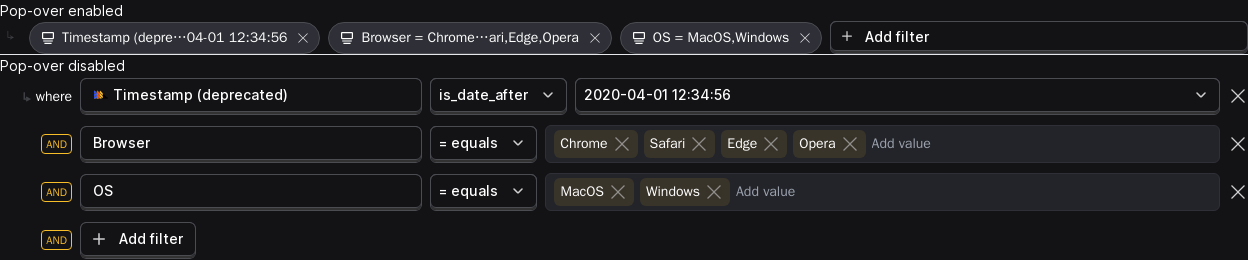 Pop-over enabled
Timestamp (depre···04-01 12:34:56 Browser = Chrome···ari,Edge,Opera OS = MacOS,Windows + Add filter
Pop-over disabled
where Timestamp (deprecated) is_date_after 2020-04-01 12:34:56
AND Browser = equals Chrome Safari Edge Opera Add value
AND OS = equals MacOS Windows Add value
AND + Add filter